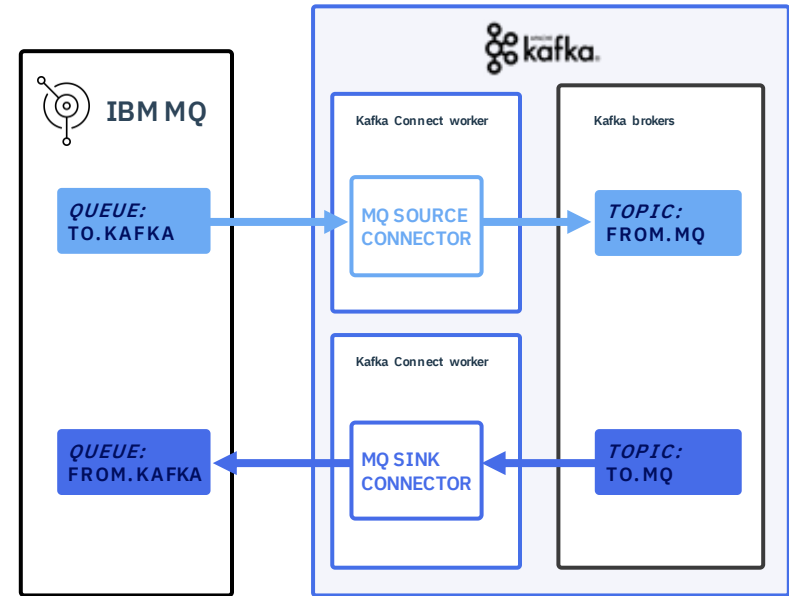 APACHE
kafka®
IBM MQ
Kafka Connect worker
Kafka brokers
QUEUE:
TO.KAFKA
MQ SOURCE
CONNECTOR
TOPIC:
FROM.MQ
Kafka Connect worker
QUEUE:
FROM.KAFKA
MQ SINK
CONNECTOR
TOPIC:
TO.MQ